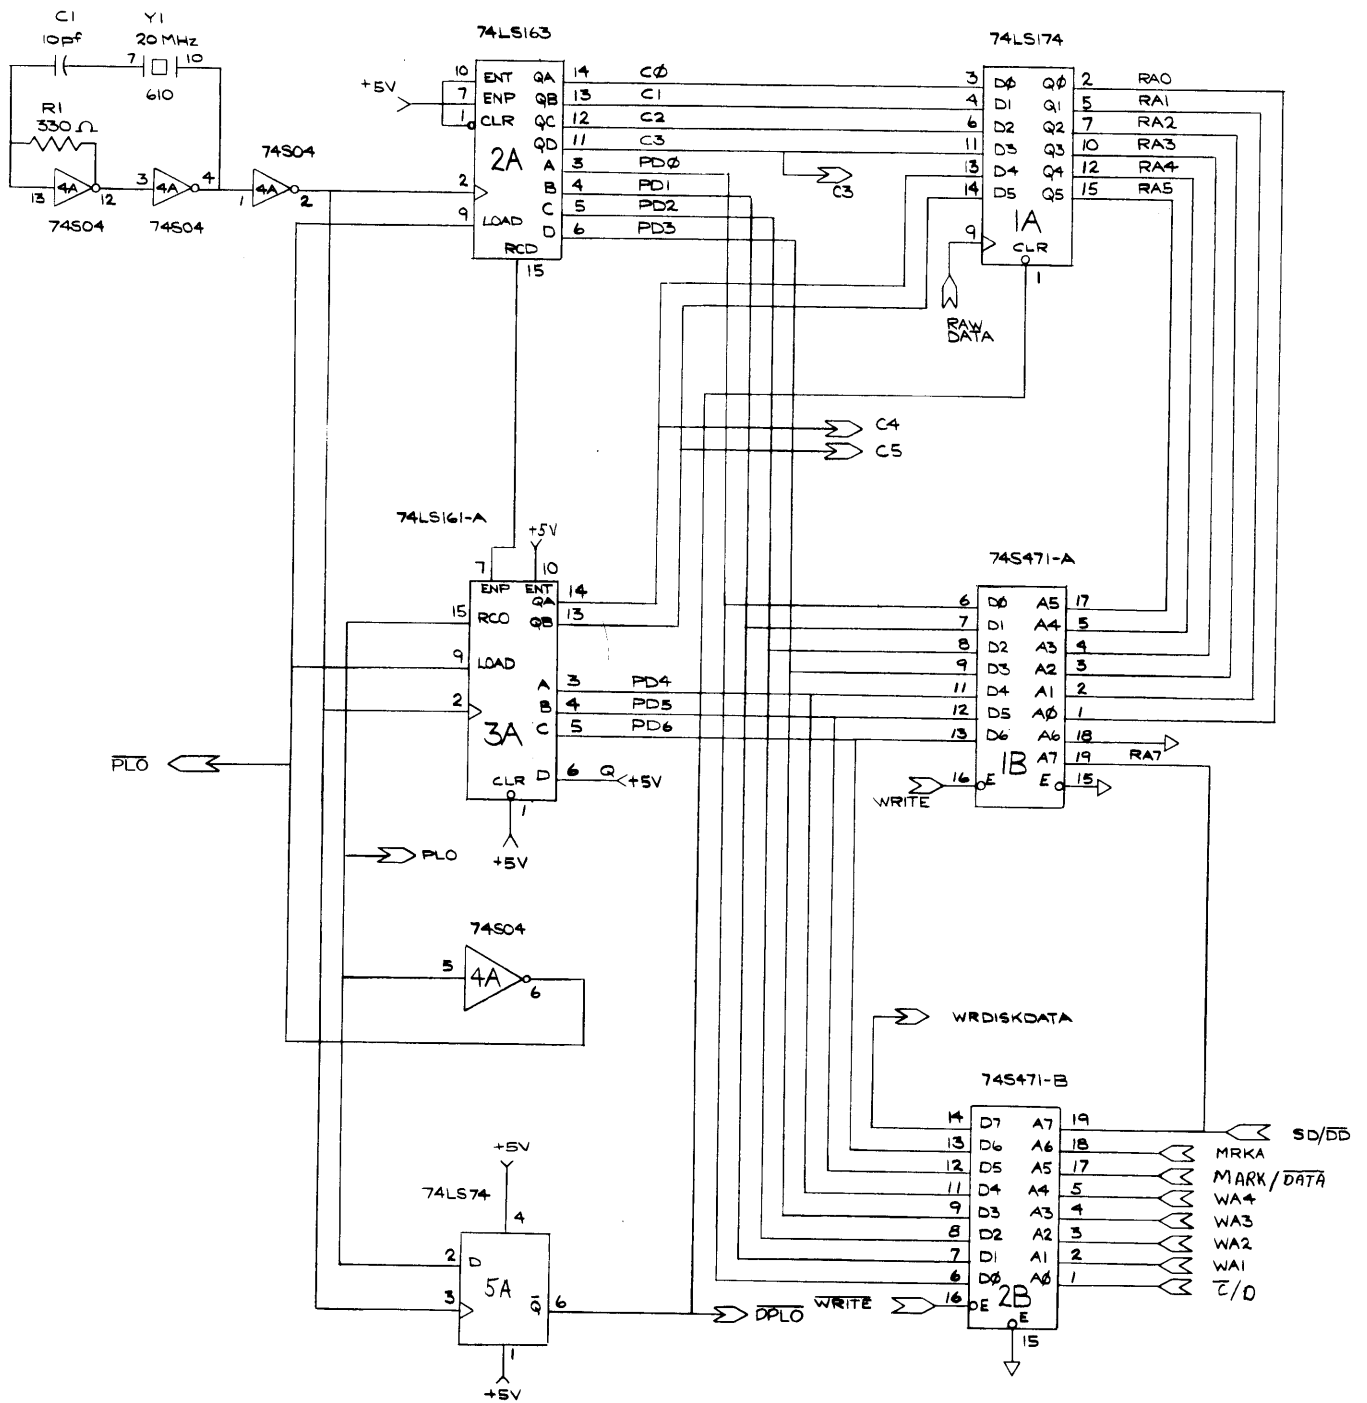 C1
10pf
Y1
20 MHz
7
10
610
R1
330 Ω
4A
13
12
74S04
3
4A
4
74S04
74S04
1
4A
2
74LS163
+5V
10 ENT QA 14 CØ
7 ENP QB 13 C1
1 CLR QC 12 C2
QD 11 C3
2A
A 3 PDØ
B 4 PD1
C 5 PD2
D 6 PD3
2
9 LOAD
RCD
15
74LS174
3 DØ QØ 2 RAO
4 D1 Q1 5 RA1
6 D2 Q2 7 RA2
11 D3 Q3 10 RA3
13 D4 Q4 12 RA4
14 D5 Q5 15 RA5
1A
9
CLR
1
C3
RAW
DATA
C4
C5
74LS161-A
+5V
7 10
ENP ENT
QA 14
15 RCO QB 13
9 LOAD
A 3 PD4
2 B 4 PD5
C 5 PD6
3A
CLR D 6 Q +5V
1
+5V
PLO
PLO
74S04
5 4A 6
74S471-A
6 DØ A5 17
7 D1 A4 5
8 D2 A3 4
9 D3 A2 3
11 D4 A1 2
12 D5 AØ 1
13 D6 A6 18
1B A7 19 RA7
WRITE 16 E E 15
WRDISKDATA
74S471-B
14 D7 A7 19 SD/DD
13 D6 A6 18 MRKA
12 D5 A5 17 MARK/DATA
11 D4 A4 5 WA4
9 D3 A3 4 WA3
8 D2 A2 3 WA2
7 D1 A1 2 WA1
6 DØ AØ 1 C/D
WRITE 16 E 2B
E
15
+5V
74LS74
4
2 D
5A
3 Q 6
DPLO
1
+5V